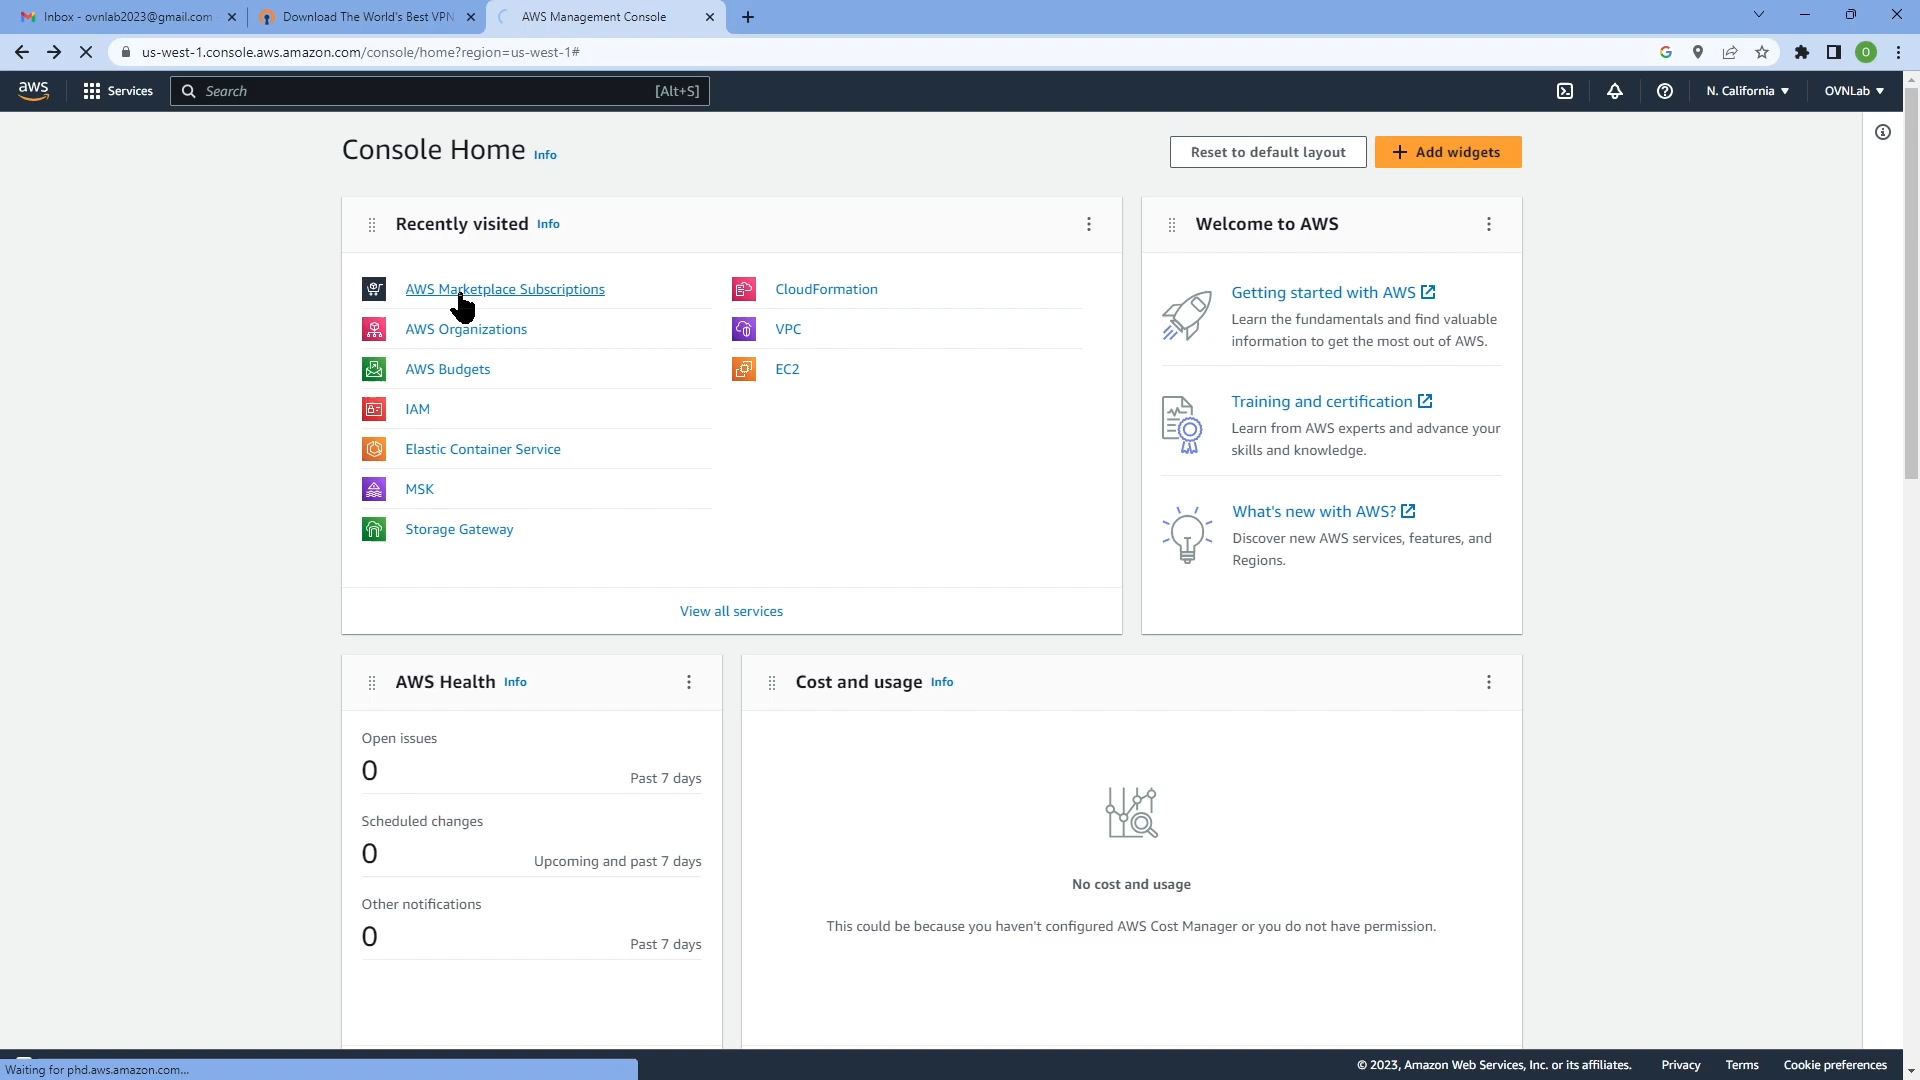 Inbox - ovnlab2023@gmail.com
Download The World's Best VPN
AWS Management Console
us-west-1.console.aws.amazon.com/console/home?region=us-west-1#
O
aws
Services
Search
[Alt+S]
N. California
OVNLab
Console Home Info
Reset to default layout
Add widgets
Recently visited Info
AWS Marketplace Subscriptions
AWS Organizations
AWS Budgets
IAM
Elastic Container Service
MSK
Storage Gateway
CloudFormation
VPC
EC2
View all services
Welcome to AWS
Getting started with AWS
Learn the fundamentals and find valuable
information to get the most out of AWS.
Training and certification
Learn from AWS experts and advance your
skills and knowledge.
What's new with AWS?
Discover new AWS services, features, and
Regions.
AWS Health Info
Open issues
0
Past 7 days
Scheduled changes
0
Upcoming and past 7 days
Other notifications
0
Past 7 days
Cost and usage Info
No cost and usage
This could be because you haven't configured AWS Cost Manager or you do not have permission.
Waiting for phd.aws.amazon.com...
© 2023, Amazon Web Services, Inc. or its affiliates.
Privacy
Terms
Cookie preferences